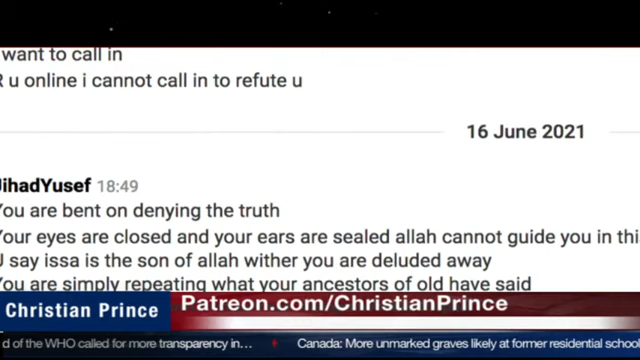 want to call in
R u online i cannot call in to refute u
16 June 2021
JihadYusef 18:49
You are bent on denying the truth
Your eyes are closed and your ears are sealed allah cannot guide you in this
U say issa is the son of allah wither you are deluded away
You are simply repeating what your ancestors of old have said
Christian Prince
Patreon.com/ChristianPrince
d of the WHO called for more transparency in… Canada: More unmarked graves likely at former residential school